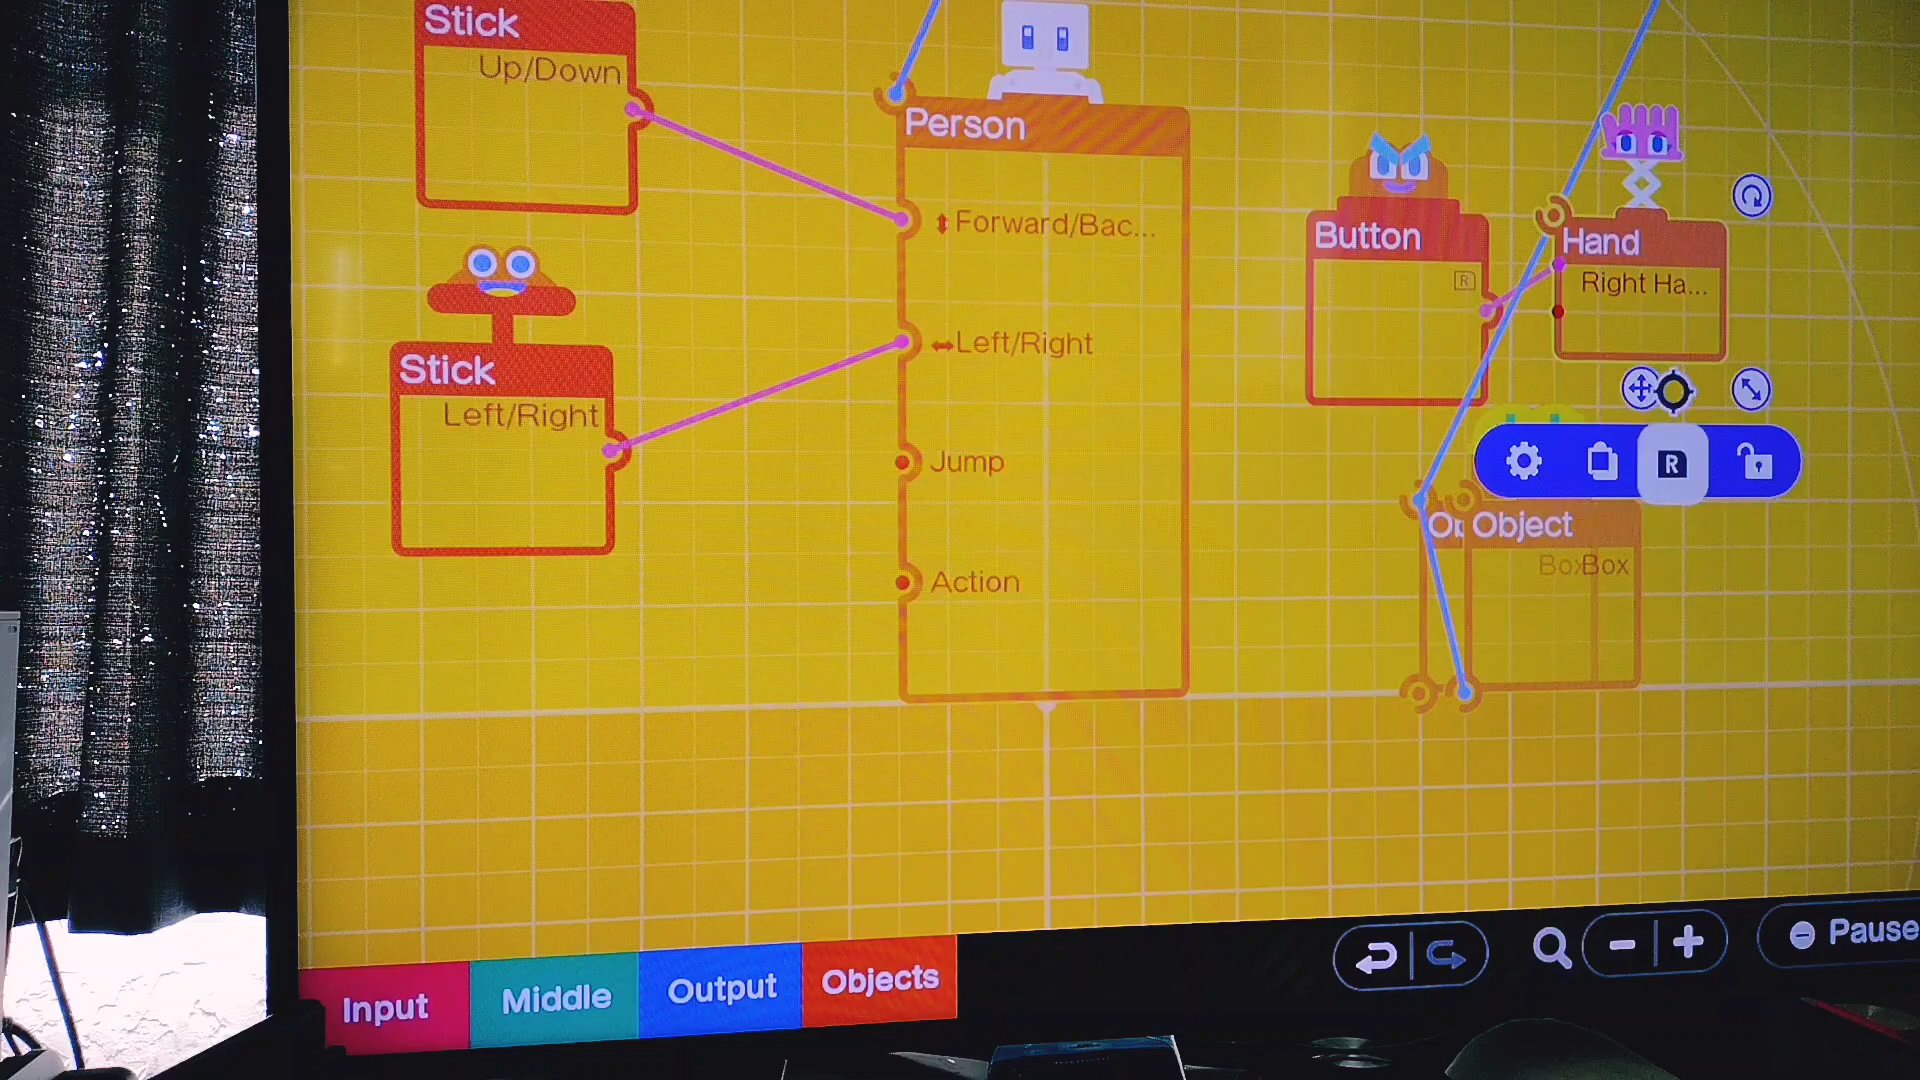 Stick
Up/Down
Person
Forward/Bac...
Left/Right
Jump
Action
Stick
Left/Right
Button
R
Hand
Right Ha...
R
Object
Box
Box
Input
Middle
Output
Objects
Pause